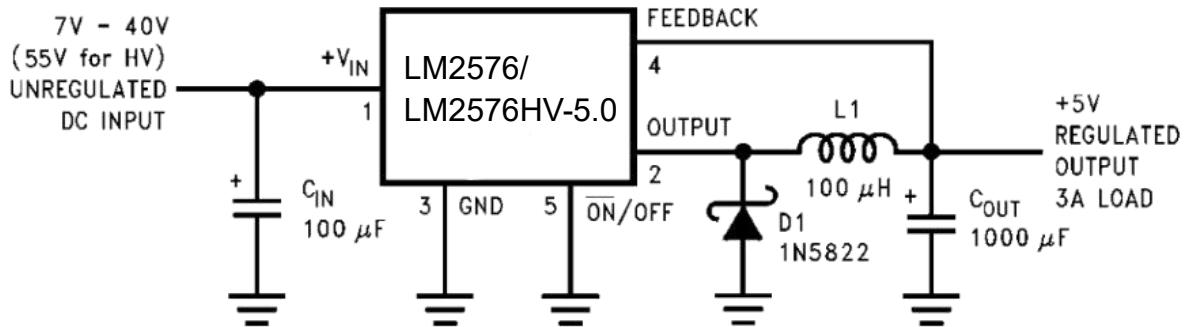 7V - 40V
(55V for HV)
UNREGULATED
DC INPUT
+VIN
1
+
CIN
100 μF
LM2576/
LM2576HV-5.0
3
GND
5
ON/OFF
FEEDBACK
4
OUTPUT
2
D1
1N5822
L1
100 μH
+
COUT
1000 μF
+5V
REGULATED
OUTPUT
3A LOAD